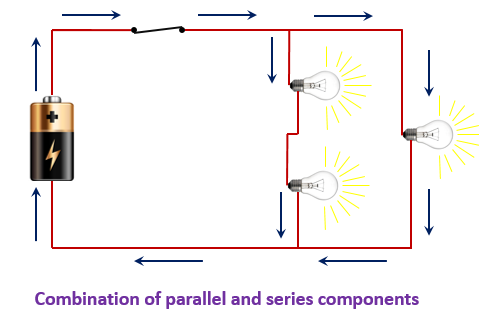 Combination of parallel and series components